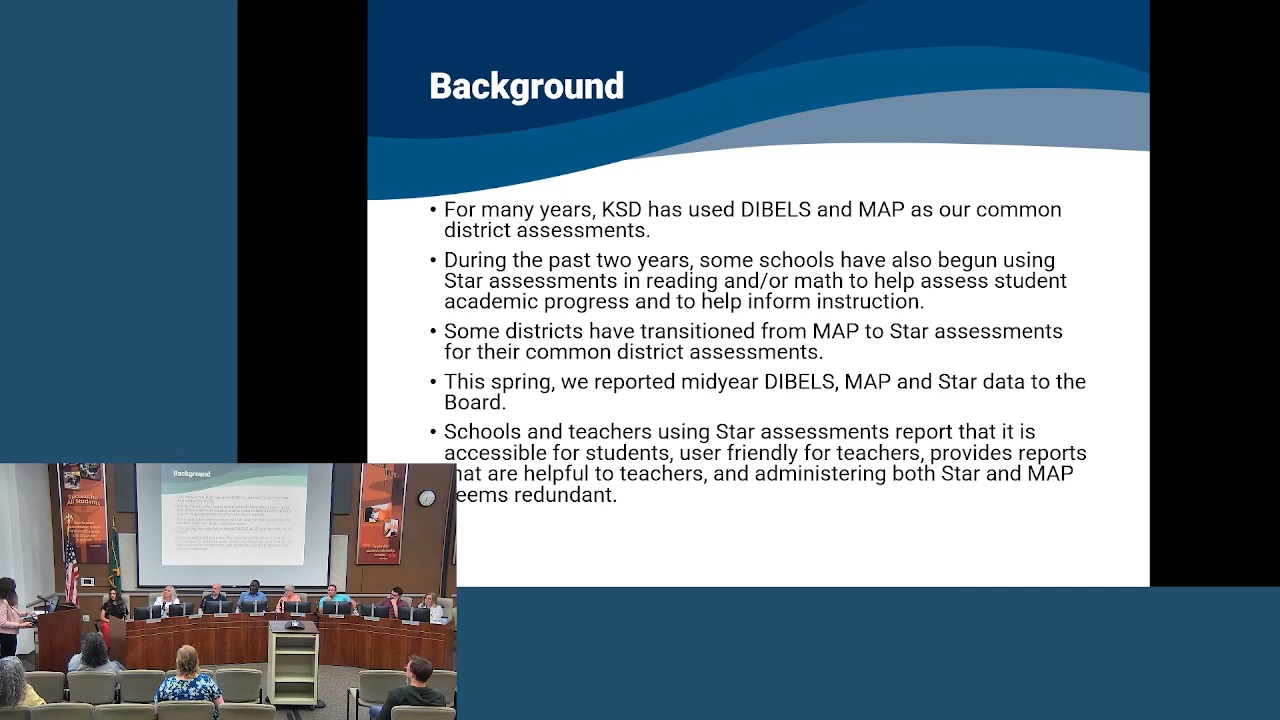 Background
• For many years, KSD has used DIBELS and MAP as our common
district assessments.
• During the past two years, some schools have also begun using
Star assessments in reading and/or math to help assess student
academic progress and to help inform instruction.
• Some districts have transitioned from MAP to Star assessments
for their common district assessments.
• This spring, we reported midyear DIBELS, MAP and Star data to the
Board.
• Schools and teachers using Star assessments report that it is
accessible for students, user friendly for teachers, provides reports
hat are helpful to teachers, and administering both Star and MAP
eems redundant.
Background
Success for
All Students